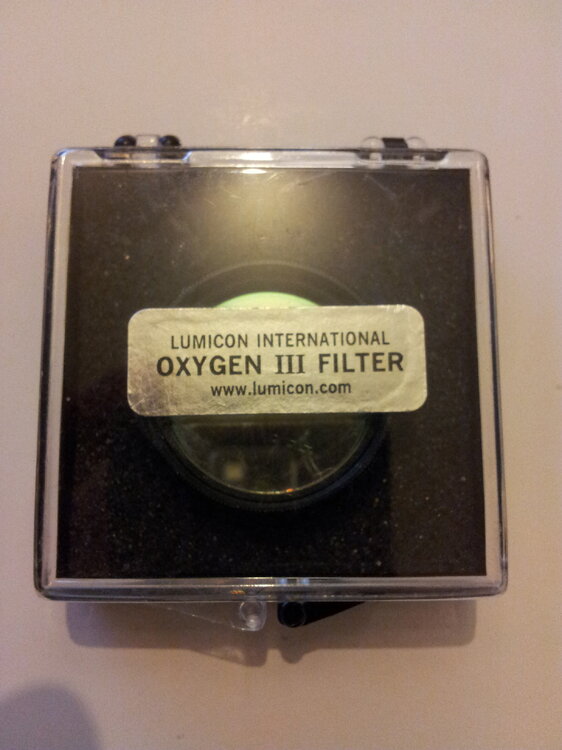 LUMICON INTERNATIONAL
OXYGEN III FILTER
www.lumicon.com